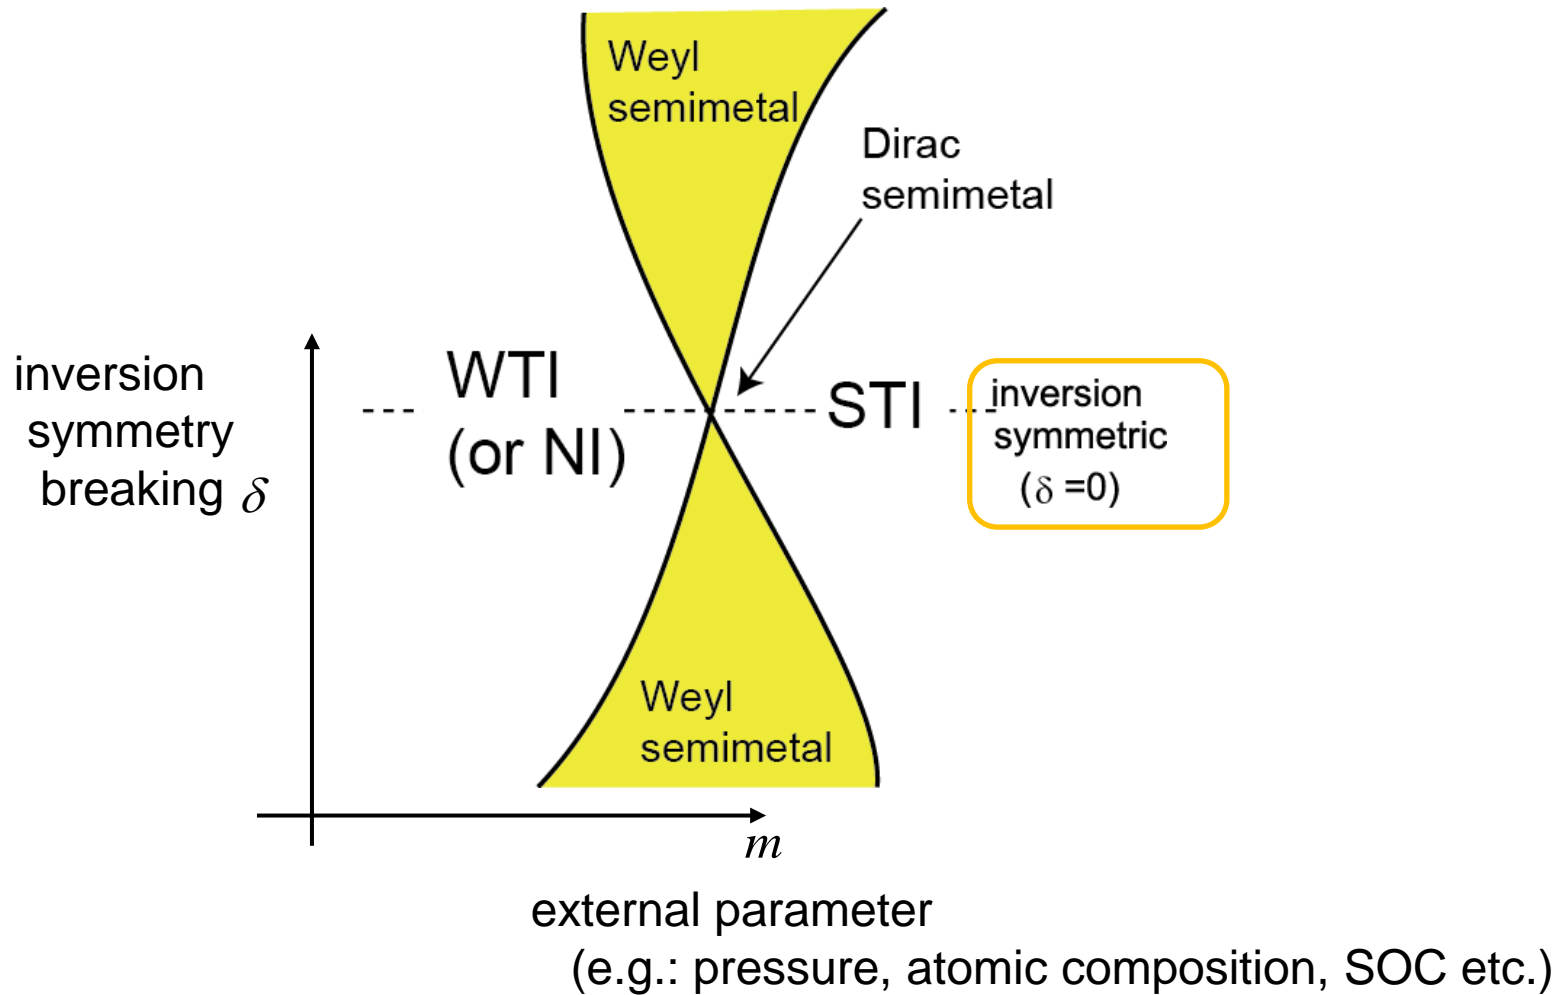 Weyl
semimetal
Dirac
semimetal
inversion
symmetry
breaking δ
WTI
(or NI)
STI
inversion
symmetric
(δ =0)
Weyl
semimetal
m
external parameter
(e.g.: pressure, atomic composition, SOC etc.)